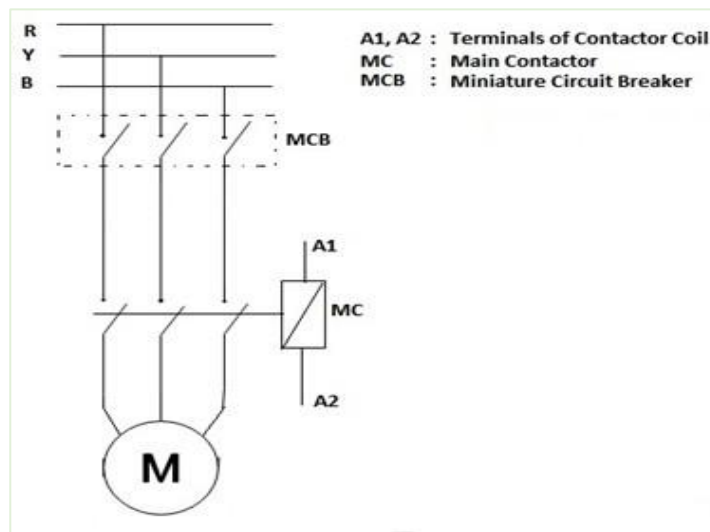 R
Y
B
A1, A2 : Terminals of Contactor Coil
MC : Main Contactor
MCB : Miniature Circuit Breaker
MCB
A1
MC
A2
M